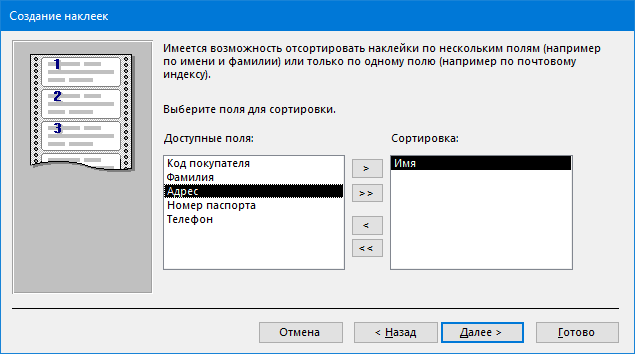 Создание наклеек
1
2
3
Имеется возможность отсортировать наклейки по нескольким полям (например
по имени и фамилии) или только по одному полю (например по почтовому
индексу).
Выберите поля для сортировки.
Доступные поля:
Сортировка:
Код покупателя
Фамилия
Адрес
Номер паспорта
Телефон
>
>>
<
<<
Имя
Отмена
< Назад
Далее >
Готово